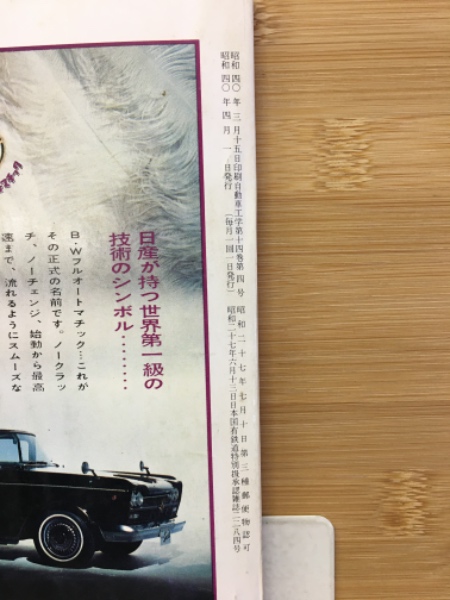 昭和四〇年三月十五日印刷自動車工学第十四巻第四号
昭和四〇年四月一日発行（毎月一回一日発行）
昭和二十七年七月十日第三種郵便物認可
昭和二十七年六月十三日日本国有鉄道特別扱承認雑誌二二八四号
日産が持つ世界第一級の
技術のシンボル………
B・Wフルオートマチック…これが
その正式の名前です。ノークラッ
チ、ノーチェンジ、始動から最高
速まで、流れるようにスムーズな
マチック